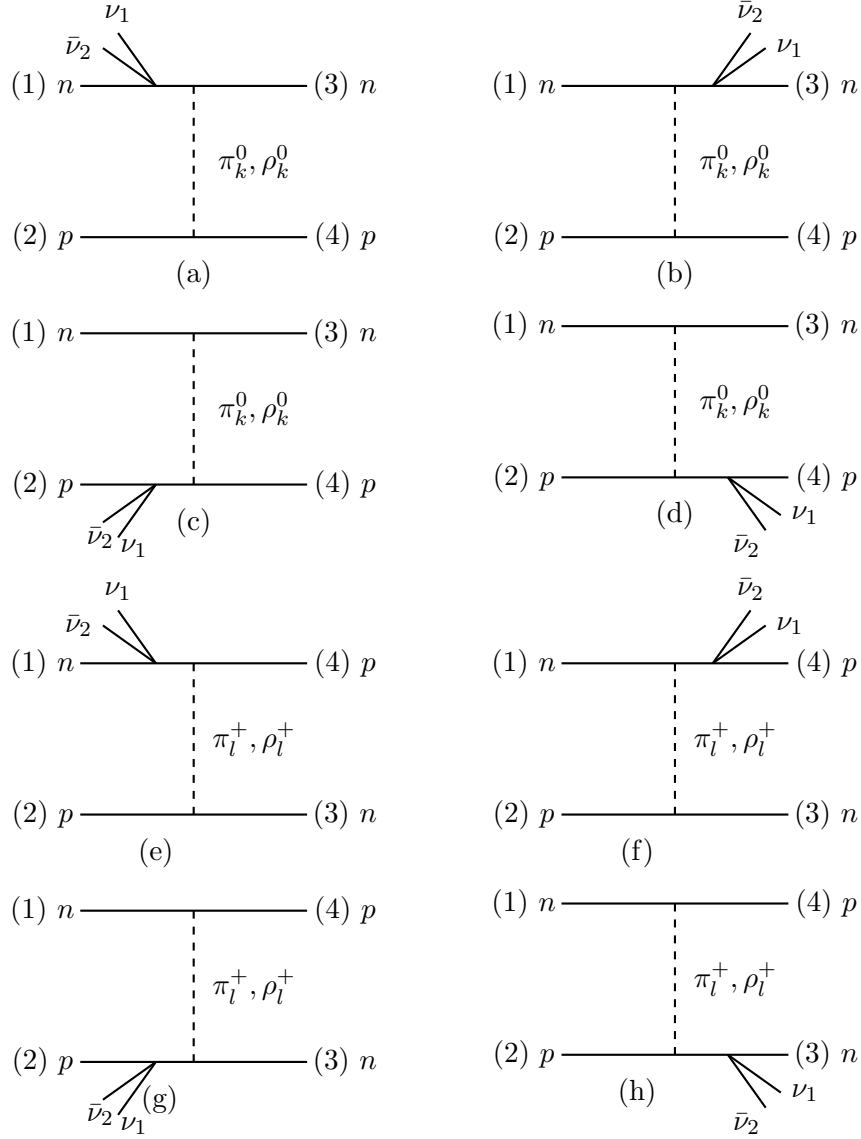 ν₁ ν̄₂
ν̄₂ ν₁
(1) n (3) n (1) n (3) n
π⁰ₖ, ρ⁰ₖ π⁰ₖ, ρ⁰ₖ
(2) p (4) p (2) p (4) p
(a) (b)
(1) n (3) n (1) n (3) n
π⁰ₖ, ρ⁰ₖ π⁰ₖ, ρ⁰ₖ
(2) p (4) p (2) p (4) p
(c) (d)
ν̄₂ ν₁ ν₁
ν̄₂
ν₁ ν̄₂
ν̄₂ ν₁
(1) n (4) p (1) n (4) p
π⁺ₗ, ρ⁺ₗ π⁺ₗ, ρ⁺ₗ
(2) p (3) n (2) p (3) n
(e) (f)
(1) n (4) p (1) n (4) p
π⁺ₗ, ρ⁺ₗ π⁺ₗ, ρ⁺ₗ
(2) p (3) n (2) p (3) n
(g) (h)
ν̄₂ ν₁ ν₁
ν̄₂